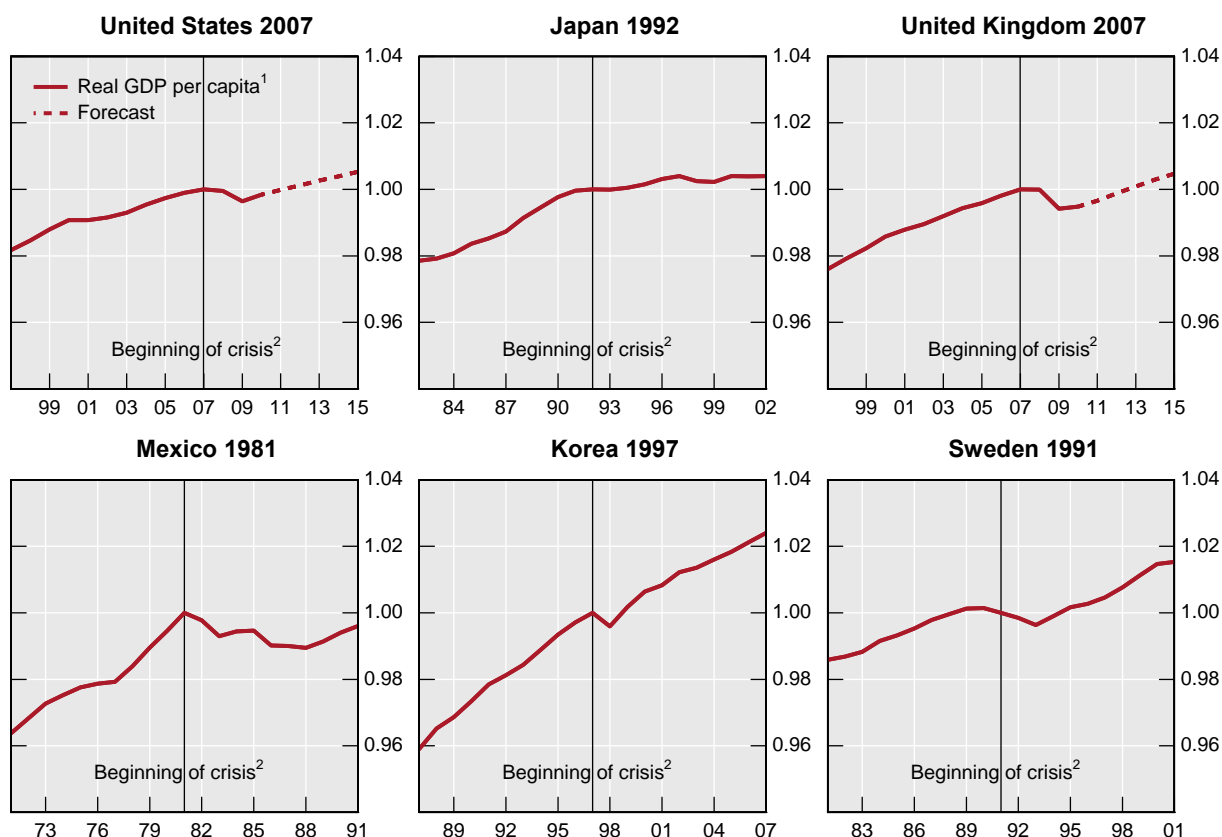 United States 2007
Real GDP per capita1
Forecast
Beginning of crisis2
1.04
1.02
1.00
0.98
0.96
99 01 03 05 07 09 11 13 15
Japan 1992
Beginning of crisis2
1.04
1.02
1.00
0.98
0.96
84 87 90 93 96 99 02
United Kingdom 2007
Beginning of crisis2
1.04
1.02
1.00
0.98
0.96
99 01 03 05 07 09 11 13 15
Mexico 1981
Beginning of crisis2
1.04
1.02
1.00
0.98
0.96
73 76 79 82 85 88 91
Korea 1997
Beginning of crisis2
1.04
1.02
1.00
0.98
0.96
89 92 95 98 01 04 07
Sweden 1991
Beginning of crisis2
1.04
1.02
1.00
0.98
0.96
83 86 89 92 95 98 01